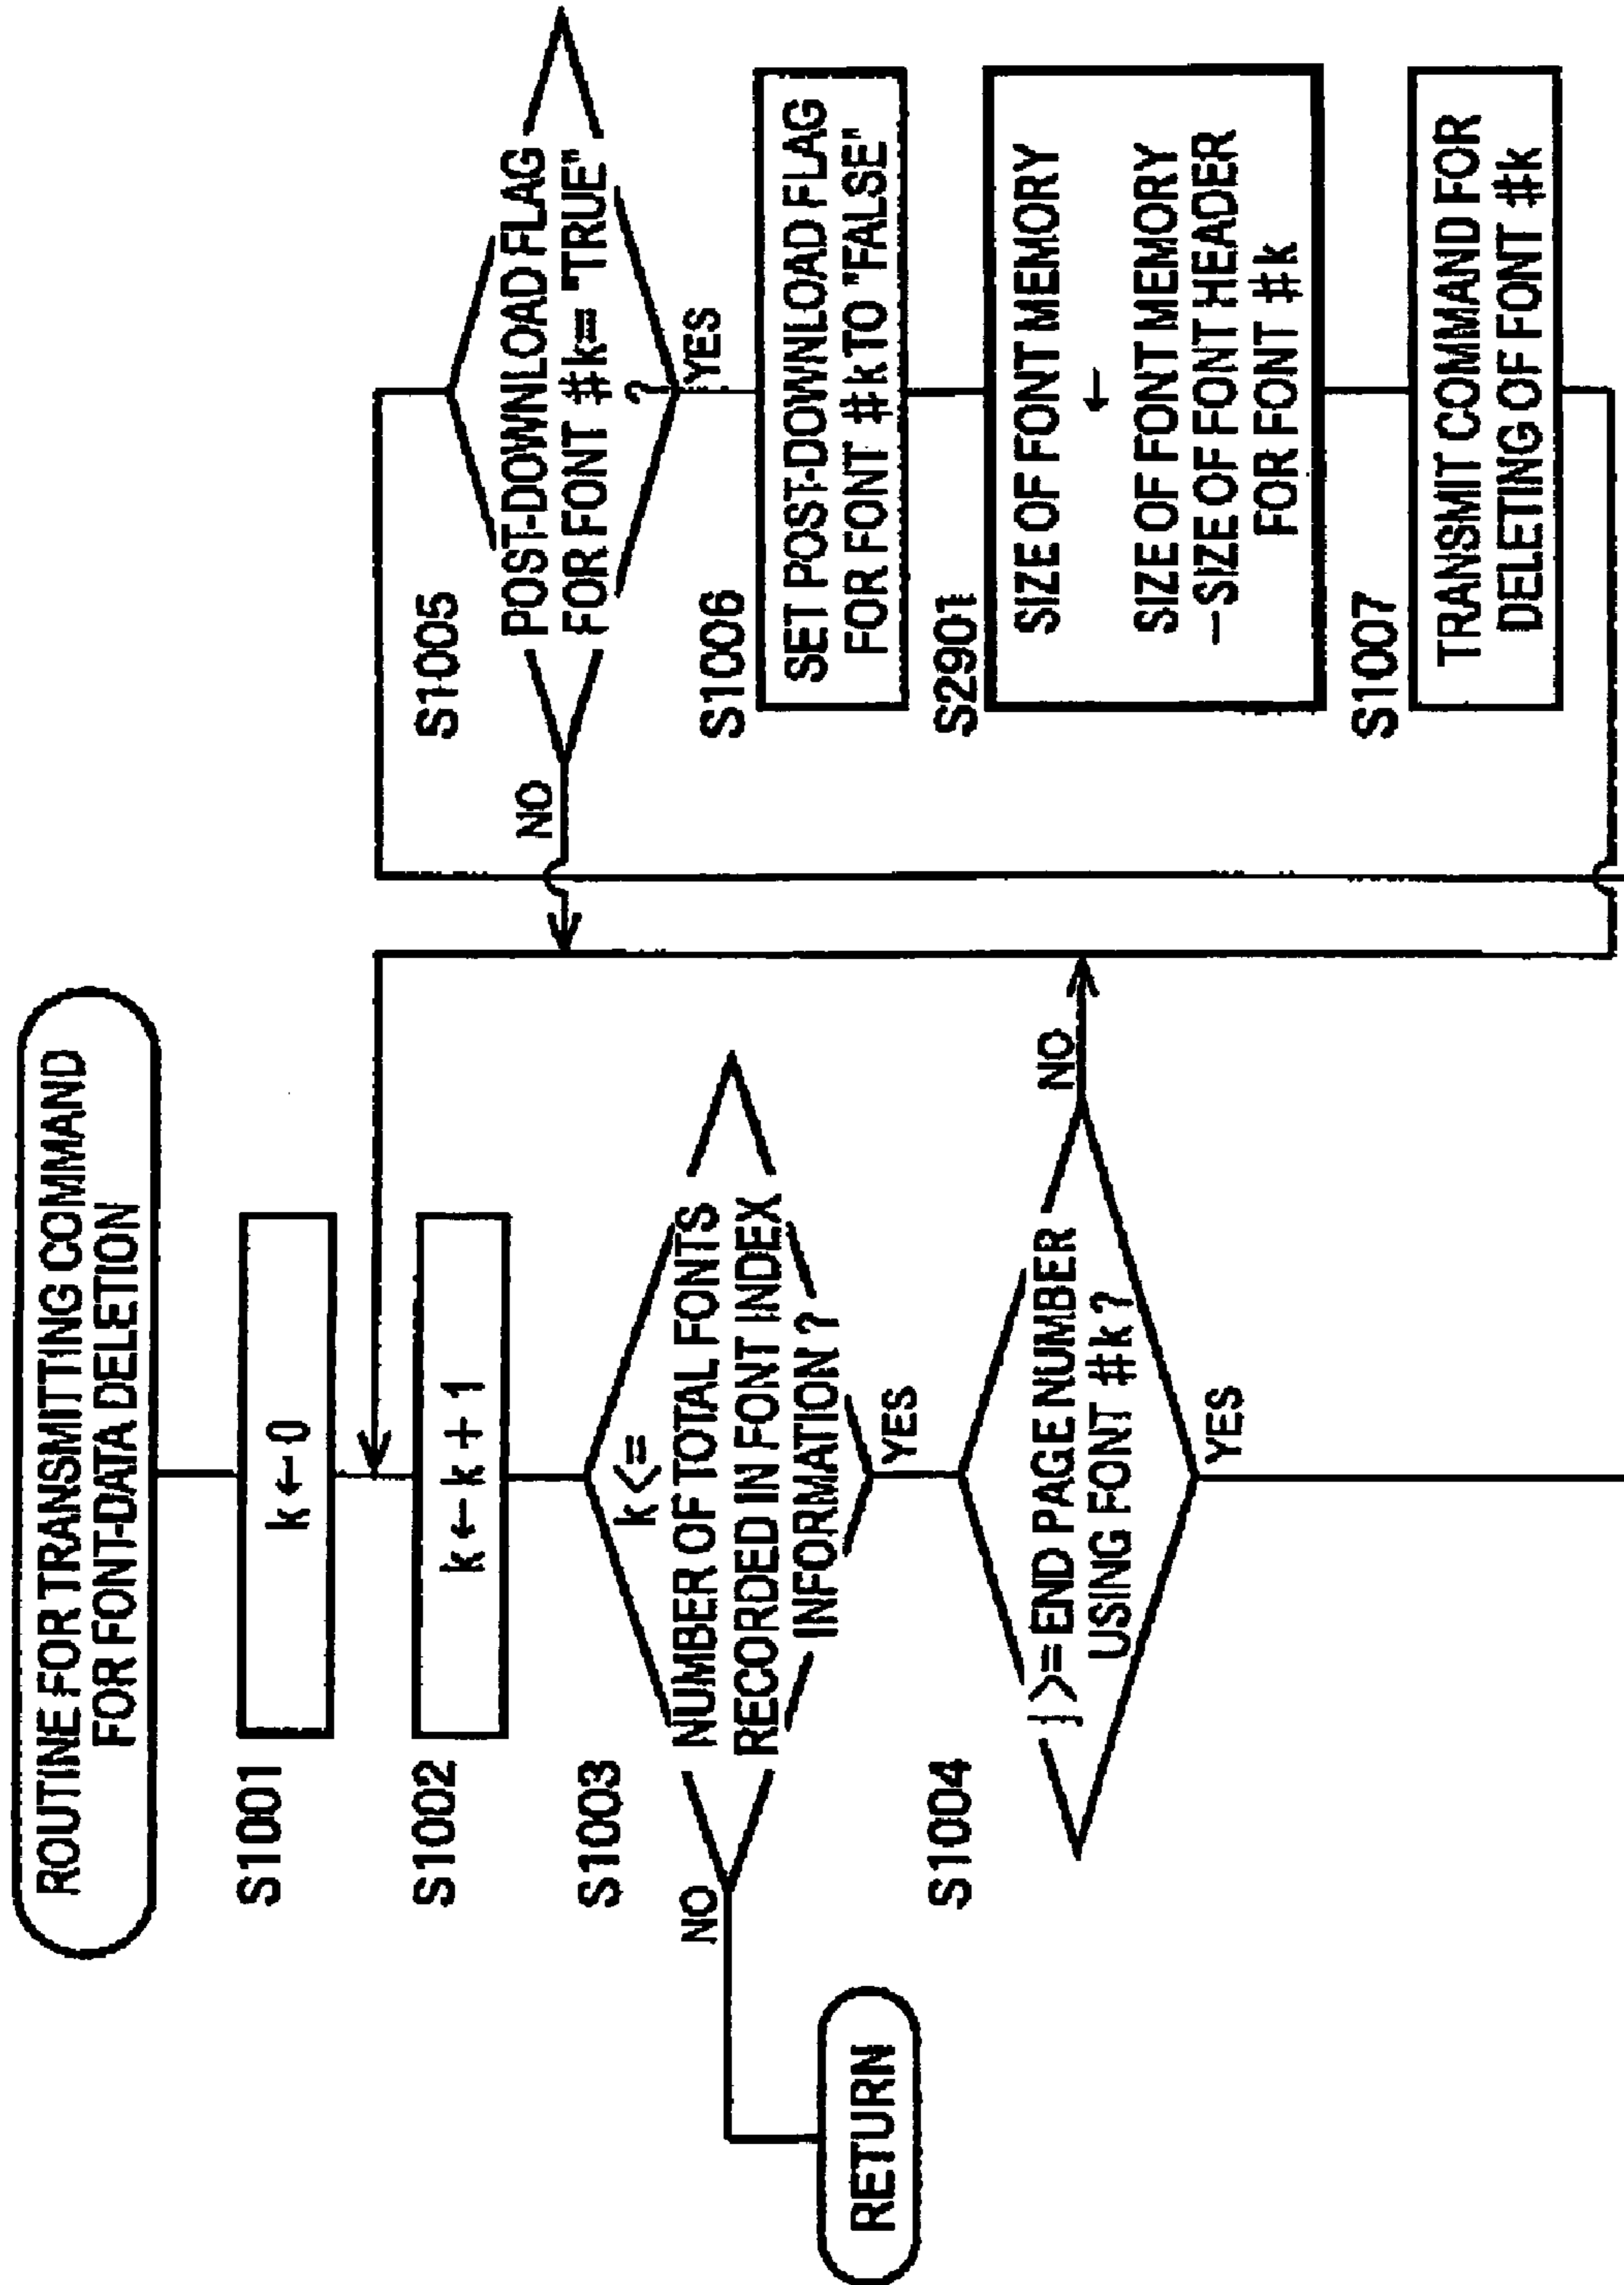 ROUTINE FOR TRANSMITTING COMMAND
FOR FONT-DATA DELETION
S1001
k ← 0
S1002
k ← k + 1
S1003
k <=
NUMBER OF TOTAL FONTS
RECORDED IN FONT INDEX
INFORMATION ?
NO
YES
RETURN
S1004
j >= END PAGE NUMBER
USING FONT #k ?
NO
YES
S1005
POST-DOWNLOAD FLAG
FOR FONT #k== "TRUE"
?
NO
YES
S1006
SET POST-DOWNLOAD FLAG
FOR FONT #k TO "FALSE"
S2901
SIZE OF FONT MEMORY
←
SIZE OF FONT MEMORY
−SIZE OF FONT HEADER
FOR FONT #k
S1007
TRANSMIT COMMAND FOR
DELETING OF FONT #k